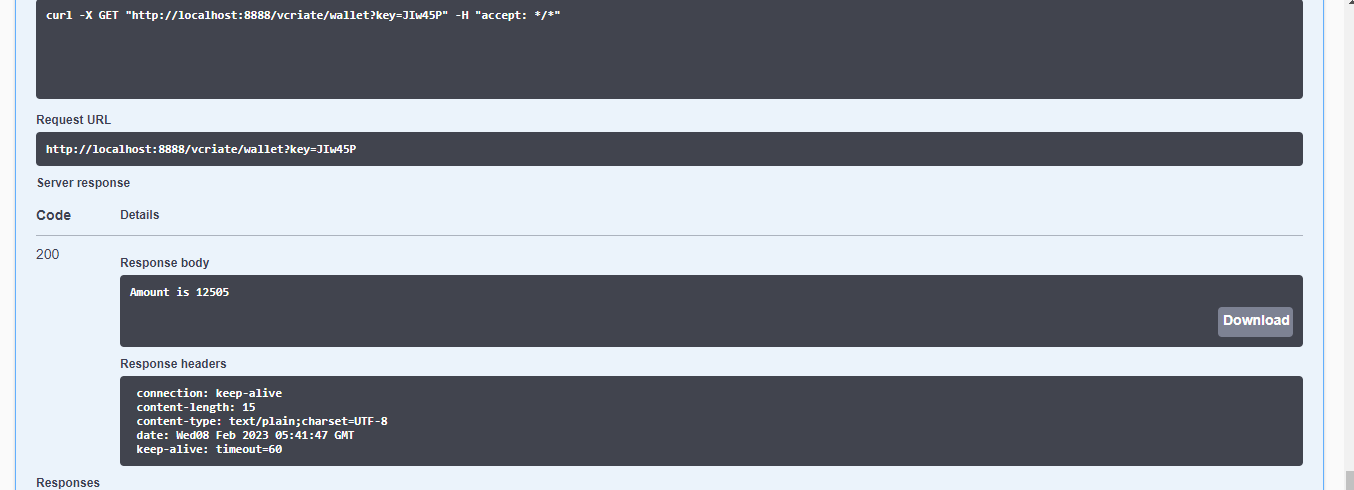 curl -X GET "http://localhost:8888/vcriate/wallet?key=JIw45P" -H "accept: */*"
Request URL
http://localhost:8888/vcriate/wallet?key=JIw45P
Server response
Code Details
200
Response body
Amount is 12505
Download
Response headers
connection: keep-alive
content-length: 15
content-type: text/plain;charset=UTF-8
date: Wed08 Feb 2023 05:41:47 GMT
keep-alive: timeout=60
Responses